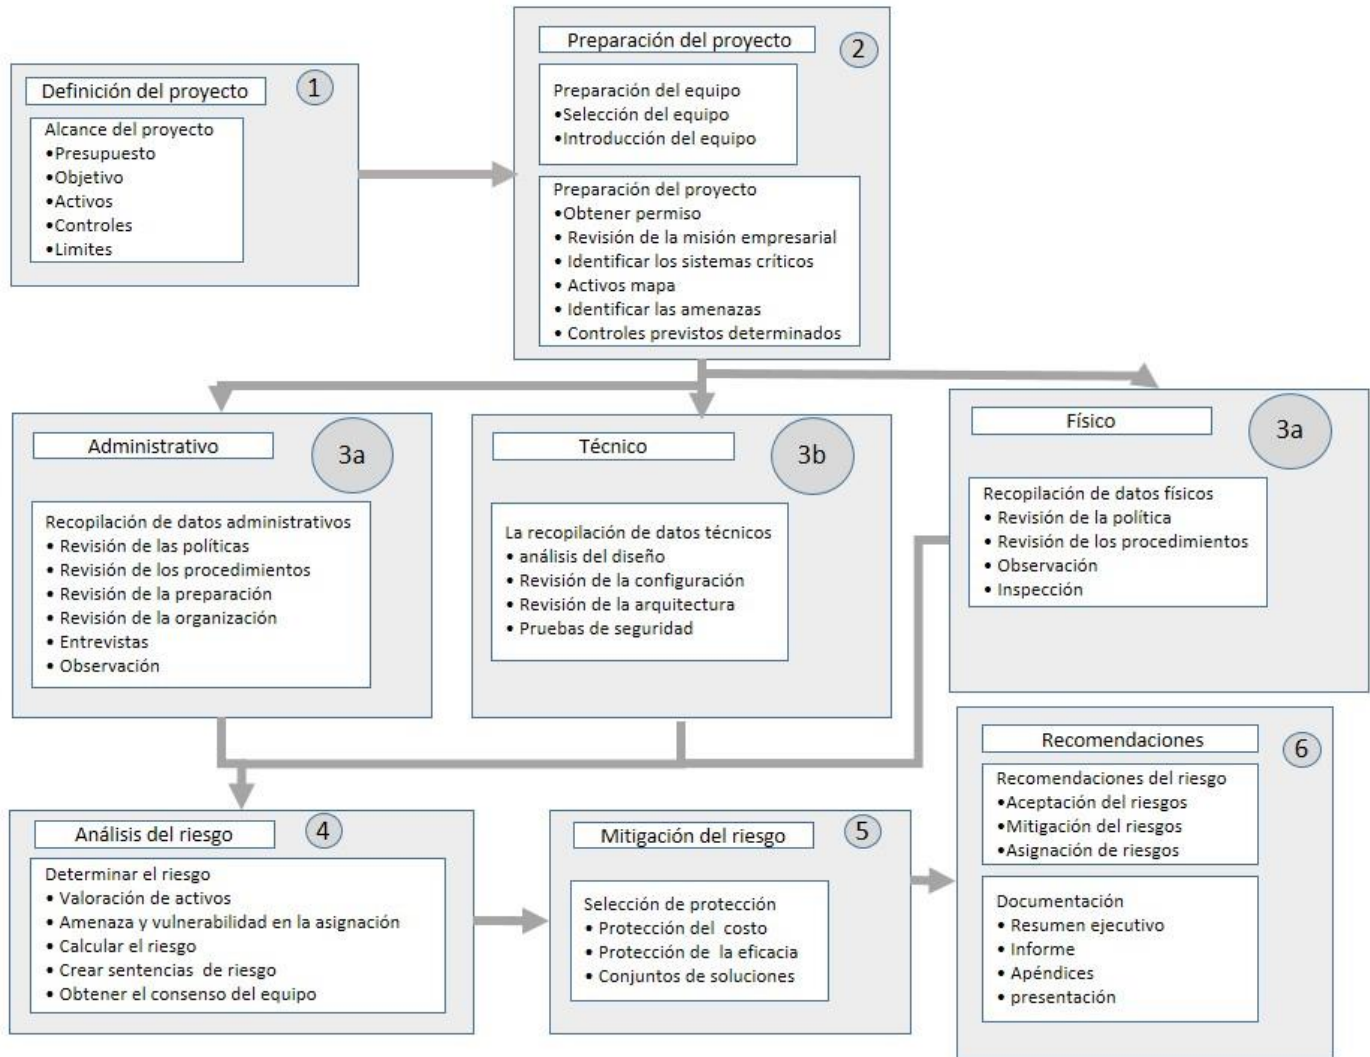 Definición del proyecto
1
Alcance del proyecto
•Presupuesto
•Objetivo
•Activos
•Controles
•Limites
Preparación del proyecto
2
Preparación del equipo
•Selección del equipo
•Introducción del equipo
Preparación del proyecto
•Obtener permiso
• Revisión de la misión empresarial
• Identificar los sistemas críticos
• Activos mapa
• Identificar las amenazas
• Controles previstos determinados
Administrativo
3a
Recopilación de datos administrativos
• Revisión de las políticas
• Revisión de los procedimientos
• Revisión de la preparación
• Revisión de la organización
• Entrevistas
• Observación
Técnico
3b
La recopilación de datos técnicos
• análisis del diseño
• Revisión de la configuración
• Revisión de la arquitectura
• Pruebas de seguridad
Físico
3a
Recopilación de datos físicos
• Revisión de la política
• Revisión de los procedimientos
• Observación
• Inspección
Análisis del riesgo
4
Determinar el riesgo
• Valoración de activos
• Amenaza y vulnerabilidad en la asignación
• Calcular el riesgo
• Crear sentencias de riesgo
• Obtener el consenso del equipo
Mitigación del riesgo
5
Selección de protección
• Protección del costo
• Protección de la eficacia
• Conjuntos de soluciones
Recomendaciones
6
Recomendaciones del riesgo
•Aceptación del riesgos
•Mitigación del riesgos
•Asignación de riesgos
Documentación
• Resumen ejecutivo
• Informe
• Apéndices
• presentación